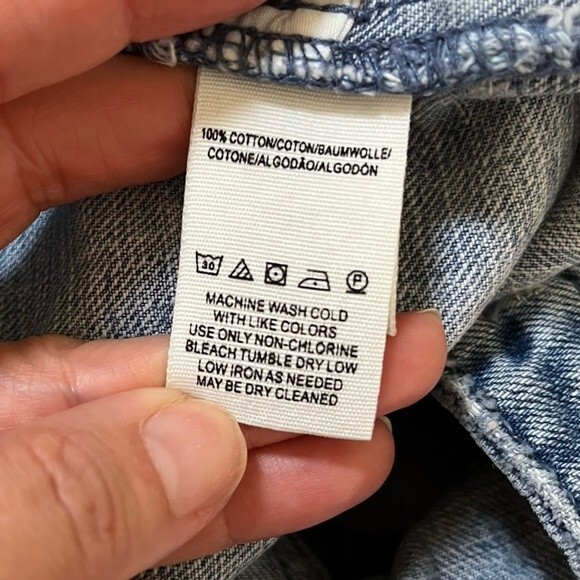 100% COTTON/COTON/BAUMWOLLE/
COTONE/ALGODÃO/ALGODÓN
30 P
MACHINE WASH COLD
WITH LIKE COLORS
USE ONLY NON-CHLORINE
BLEACH TUMBLE DRY LOW
LOW IRON AS NEEDED
MAY BE DRY CLEANED